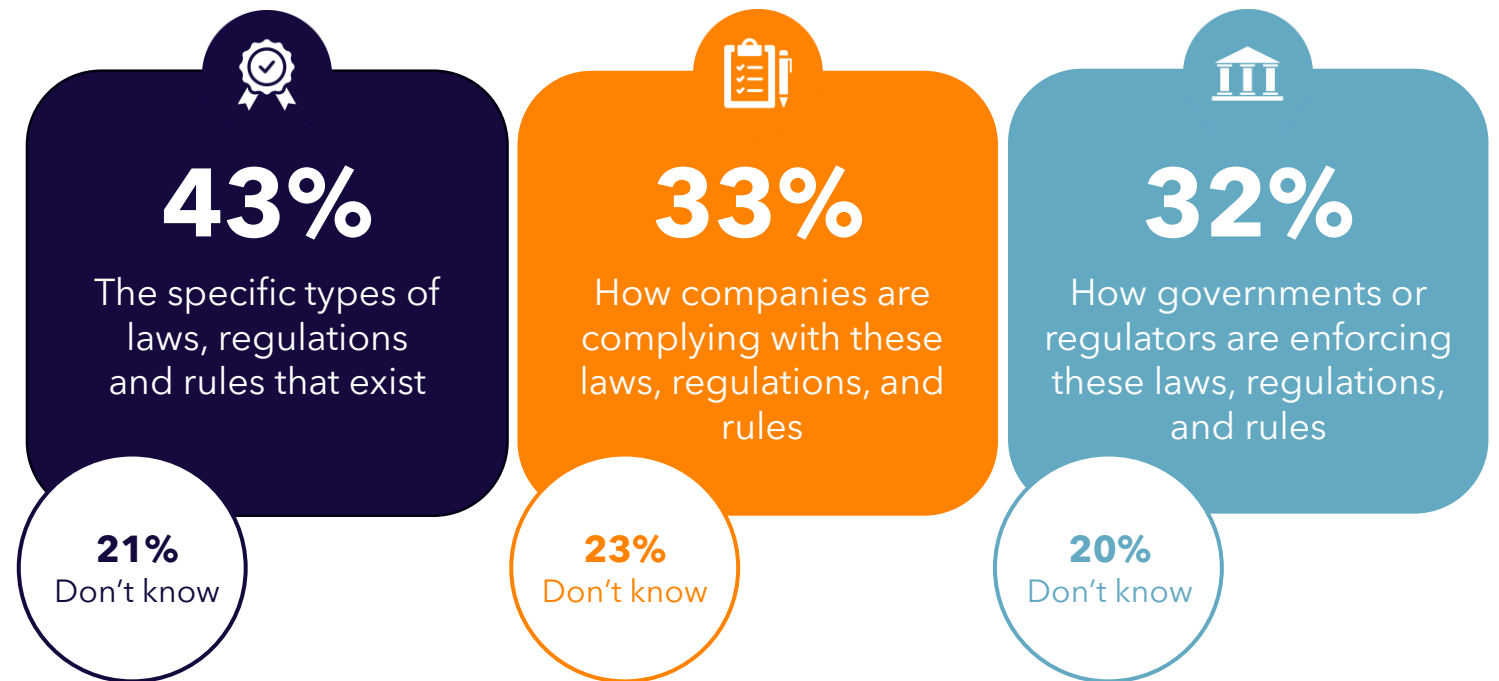 43%
The specific types of
laws, regulations
and rules that exist
21%
Don’t know
33%
How companies are
complying with these
laws, regulations, and
rules
23%
Don’t know
32%
How governments or
regulators are enforcing
these laws, regulations,
and rules
20%
Don’t know